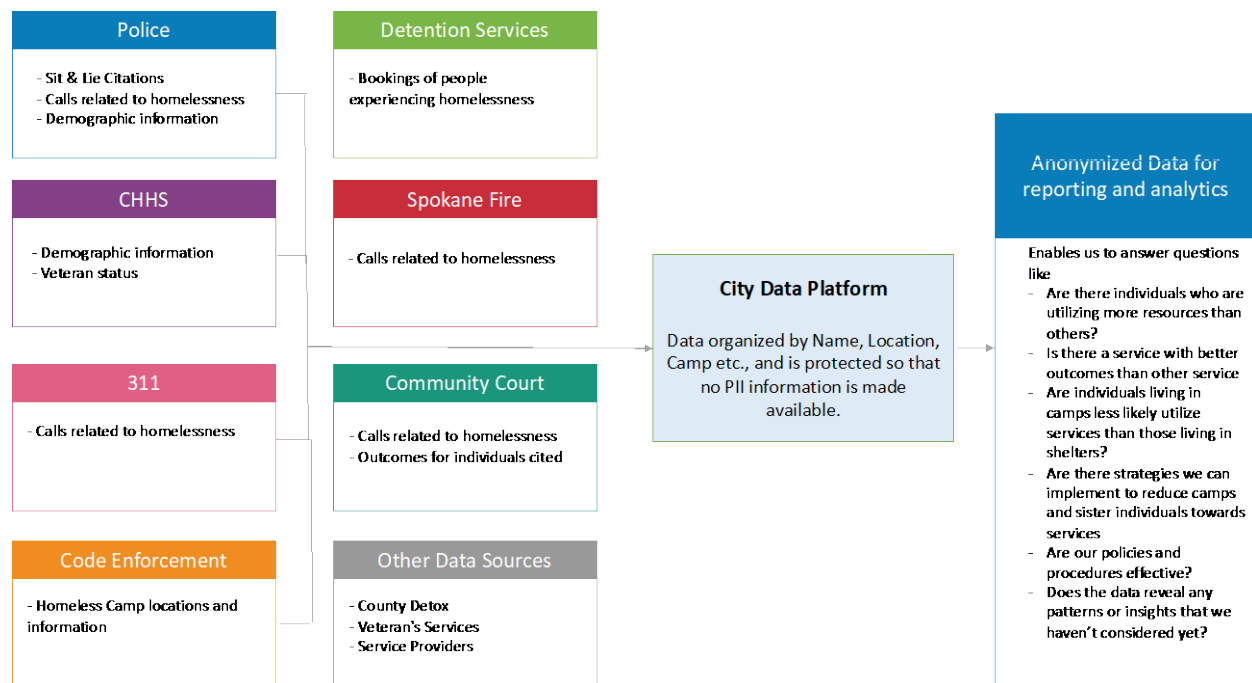 Police
- Sit & Lie Citations
- Calls related to homelessness
- Demographic information
Detention Services
- Bookings of people
experiencing homelessness
CHHS
- Demographic information
- Veteran status
Spokane Fire
- Calls related to homelessness
311
- Calls related to homelessness
Community Court
- Calls related to homelessness
- Outcomes for individuals cited
Code Enforcement
- Homeless Camp locations and
information
Other Data Sources
- County Detox
- Veteran's Services
- Service Providers
City Data Platform
Data organized by Name, Location,
Camp etc., and is protected so that
no PII information is made
available.
Anonymized Data for
reporting and analytics
Enables us to answer questions
like
- Are there individuals who are
utilizing more resources than
others?
- Is there a service with better
outcomes than other service
- Are individuals living in
camps less likely utilize
services than those living in
shelters?
- Are there strategies we can
implement to reduce camps
and sister individuals towards
services
- Are our policies and
procedures effective?
- Does the data reveal any
patterns or insights that we
haven't considered yet?